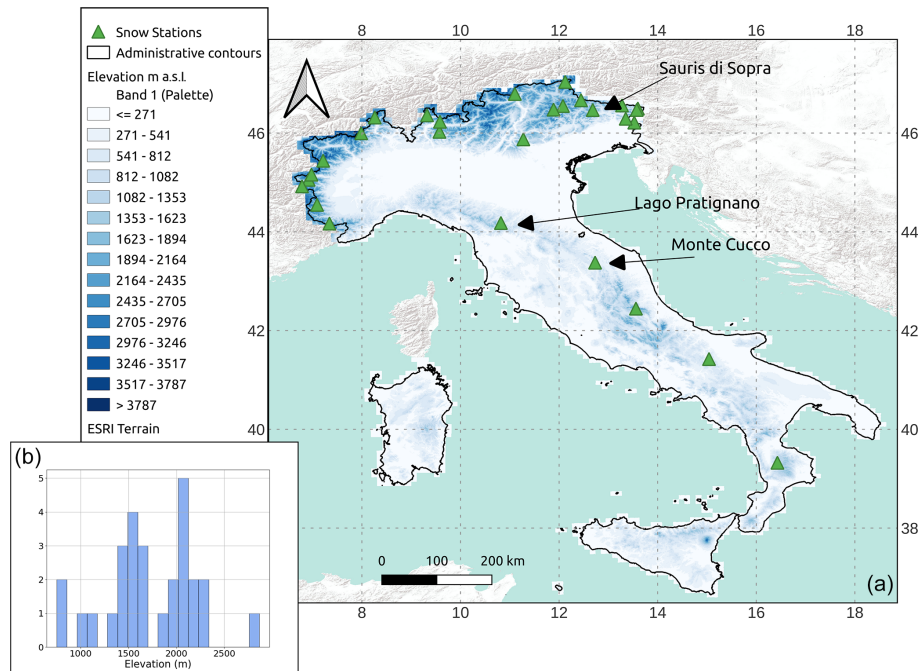 Snow Stations
Administrative contours
Elevation m a.s.l.
Band 1 (Palette)
<= 271
271 - 541
541 - 812
812 - 1082
1082 - 1353
1353 - 1623
1623 - 1894
1894 - 2164
2164 - 2435
2435 - 2705
2705 - 2976
2976 - 3246
3246 - 3517
3517 - 3787
> 3787
ESRI Terrain
8 10 12 14 16 18
46 46
44 44
42 42
40 40
38
8 10 12 14 16 18
Sauris di Sopra
Lago Pratignano
Monte Cucco
0 100 200 km
(a)
(b)
5
4
3
2
1
0
1000 1500 2000 2500
Elevation (m)